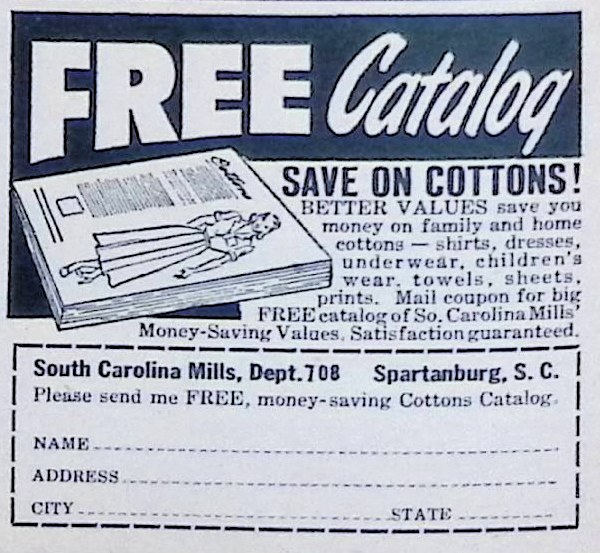 FREE Catalog
Cottons
SAVE ON COTTONS!
BETTER VALUES save you
money on family and home
cottons — shirts, dresses,
underwear, children's
wear, towels, sheets,
prints. Mail coupon for big
FREE catalog of So. Carolina Mills'
Money-Saving Values. Satisfaction guaranteed.
South Carolina Mills, Dept.708 Spartanburg, S. C.
Please send me FREE, money-saving Cottons Catalog.
NAME
ADDRESS
CITY STATE